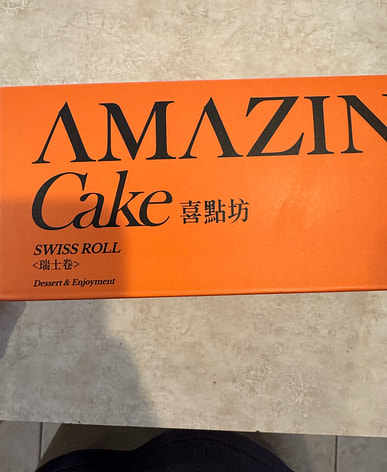 AMAZIN
Cake 喜點坊
SWISS ROLL
<瑞士卷>
Dessert & Enjoyment